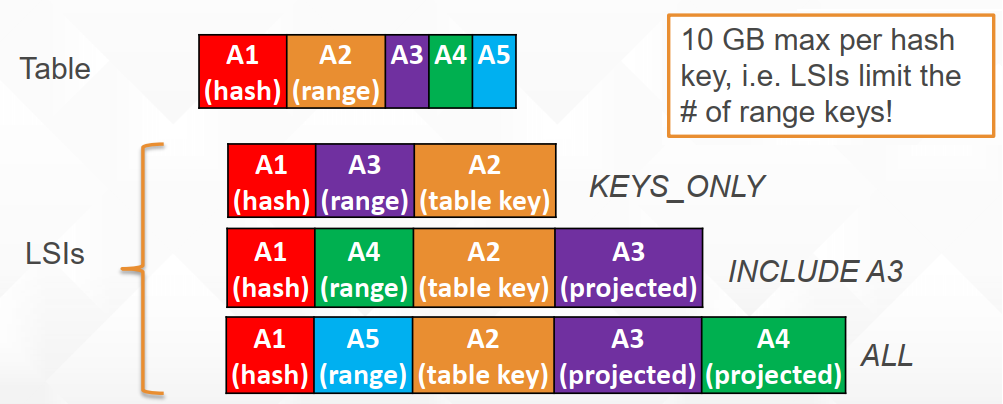 Table
A1 A2 A3 A4 A5
(hash) (range)
10 GB max per hash
key, i.e. LSIs limit the
# of range keys!
LSIs
A1 A3 A2
(hash) (range) (table key)
KEYS_ONLY
A1 A4 A2 A3
(hash) (range) (table key) (projected)
INCLUDE A3
A1 A5 A2 A3 A4
(hash) (range) (table key) (projected) (projected)
ALL